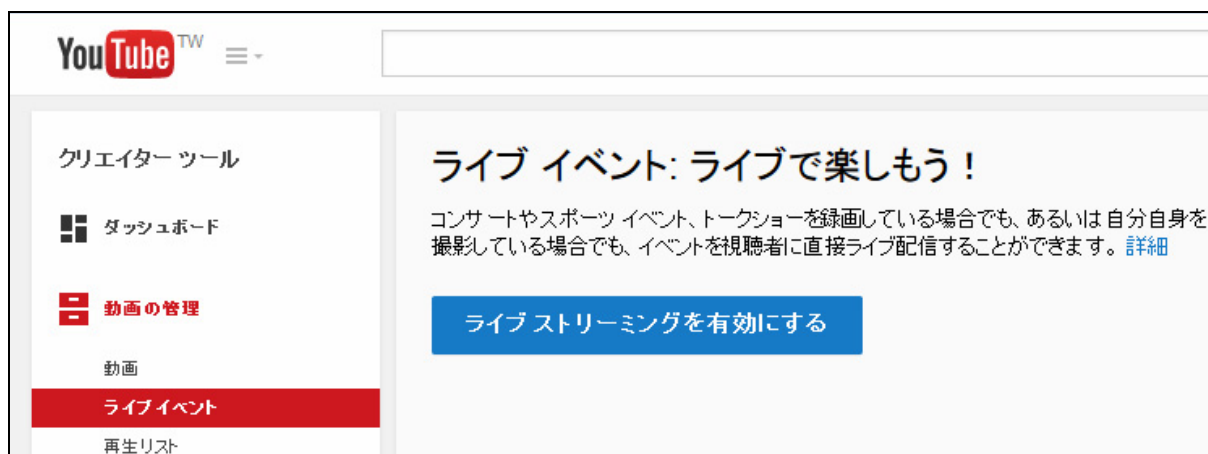 YouTube TW
クリエイター ツール
ダッシュボード
動画の管理
動画
ライブ イベント
再生リスト
ライブ イベント: ライブで楽しもう！
コンサートやスポーツ イベント、トークショーを録画している場合でも、あるいは自分自身を
撮影している場合でも、イベントを視聴者に直接ライブ配信することができます。 詳細
ライブ ストリーミングを有効にする